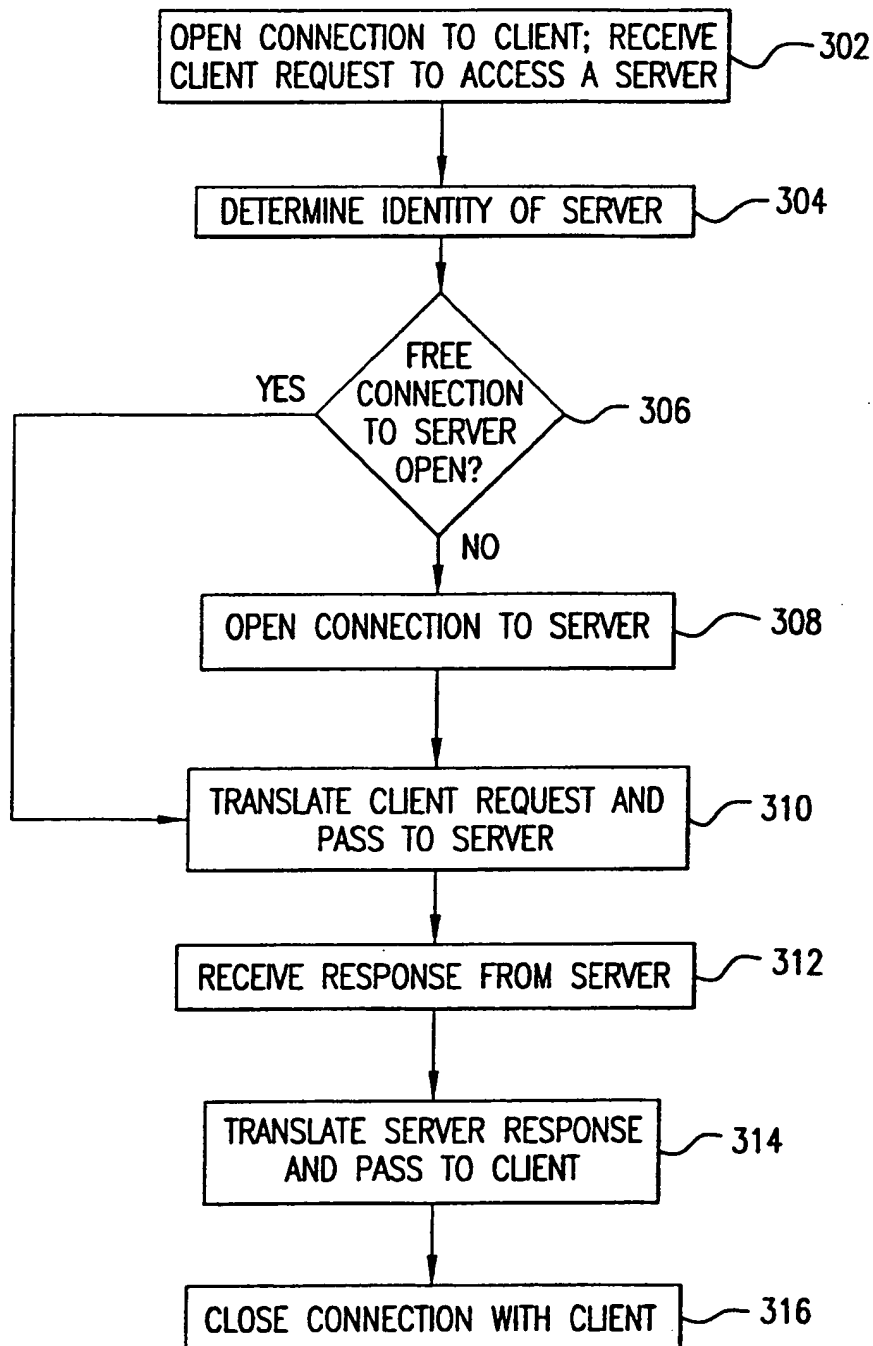 OPEN CONNECTION TO CLIENT; RECEIVE
CLIENT REQUEST TO ACCESS A SERVER
302
DETERMINE IDENTITY OF SERVER
304
FREE
CONNECTION
TO SERVER
OPEN?
306
YES
NO
OPEN CONNECTION TO SERVER
308
TRANSLATE CLIENT REQUEST AND
PASS TO SERVER
310
RECEIVE RESPONSE FROM SERVER
312
TRANSLATE SERVER RESPONSE
AND PASS TO CLIENT
314
CLOSE CONNECTION WITH CLIENT
316